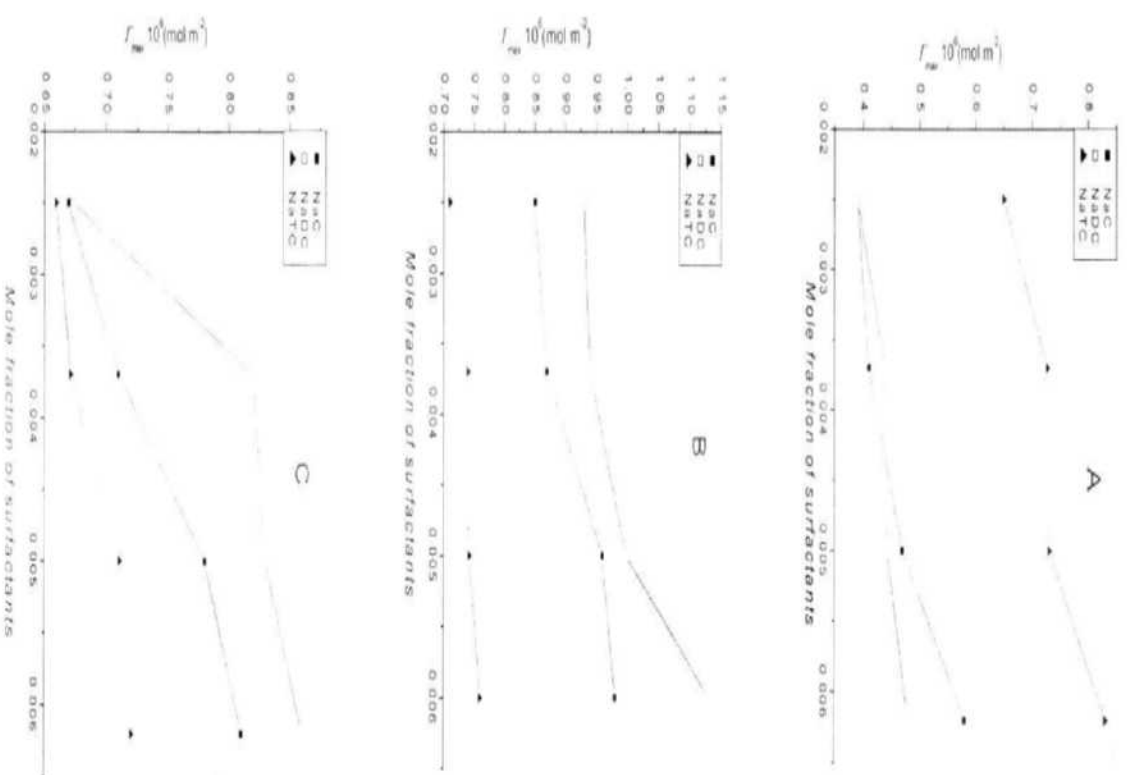 A
NaC
NaDC
NaTC
Γmax 10⁶(mol m⁻²)
0.8
0.7
0.6
0.5
0.4
0.002 0.003 0.004 0.005 0.006
Mole fraction of surfactants
B
NaC
NaDC
NaTC
Γmax 10⁶(mol m⁻²)
1.15
1.10
1.05
1.00
0.95
0.90
0.85
0.80
0.75
0.70
0.002 0.003 0.004 0.005 0.006
Mole fraction of surfactants
C
NaC
NaDC
NaTC
Γmax 10⁶(mol m⁻²)
0.85
0.80
0.75
0.70
0.65
0.002 0.003 0.004 0.005 0.006
Mole fraction of surfactants